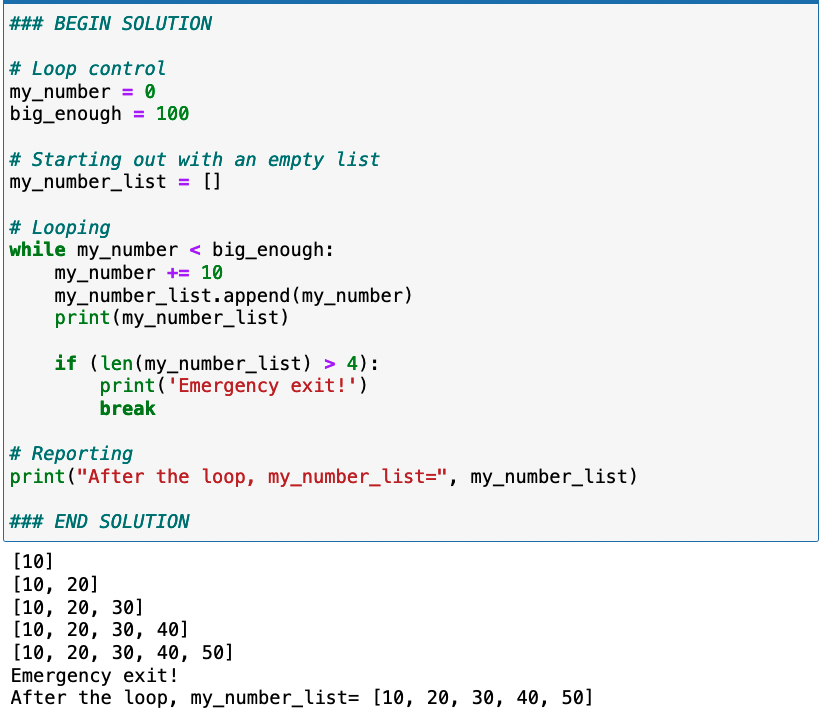 ### BEGIN SOLUTION
# Loop control
my_number = 0
big_enough = 100
# Starting out with an empty list
my_number_list = []
# Looping
while my_number < big_enough:
    my_number += 10
    my_number_list.append(my_number)
    print(my_number_list)
    if (len(my_number_list) > 4):
        print('Emergency exit!')
        break
# Reporting
print("After the loop, my_number_list=", my_number_list)
### END SOLUTION
[10]
[10, 20]
[10, 20, 30]
[10, 20, 30, 40]
[10, 20, 30, 40, 50]
Emergency exit!
After the loop, my_number_list= [10, 20, 30, 40, 50]